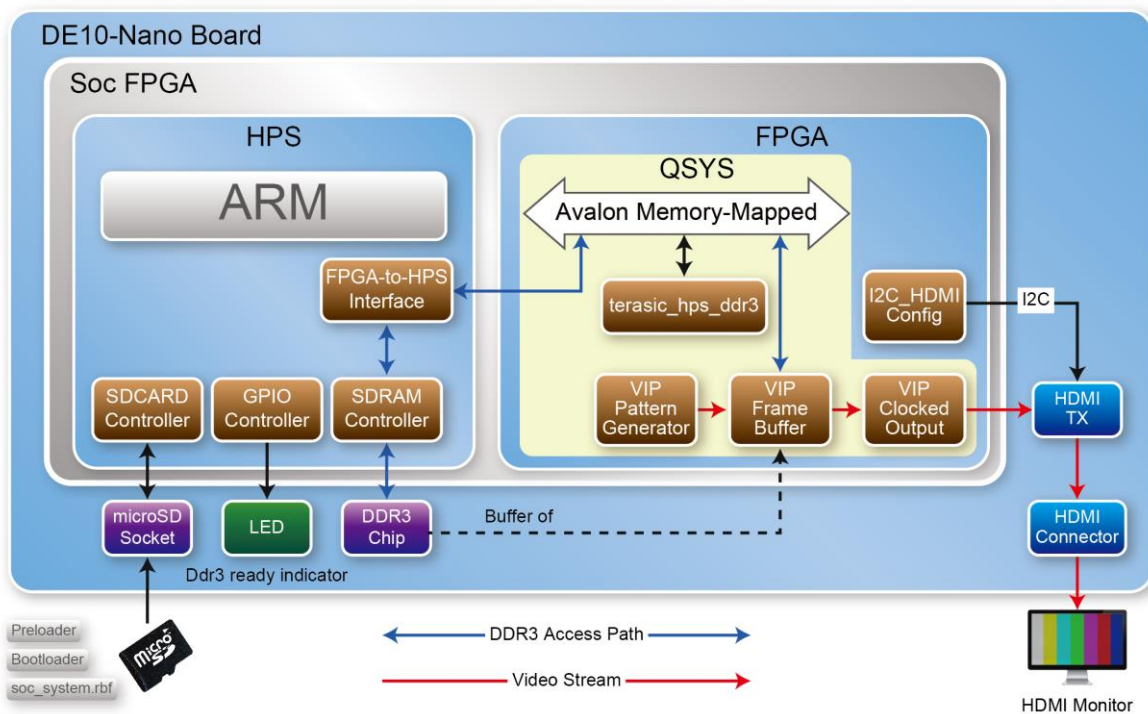 DE10-Nano Board
Soc FPGA
HPS
FPGA
ARM
QSYS
Avalon Memory-Mapped
FPGA-to-HPS
Interface
terasic_hps_ddr3
I2C_HDMI
Config
I2C
SDCARD
Controller
GPIO
Controller
SDRAM
Controller
VIP
Pattern
Generator
VIP
Frame
Buffer
VIP
Clocked
Output
HDMI
TX
microSD
Socket
LED
DDR3
Chip
Buffer of
HDMI
Connector
Ddr3 ready indicator
Preloader
Bootloader
soc_system.rbf
micro
SD
DDR3 Access Path
Video Stream
HDMI Monitor